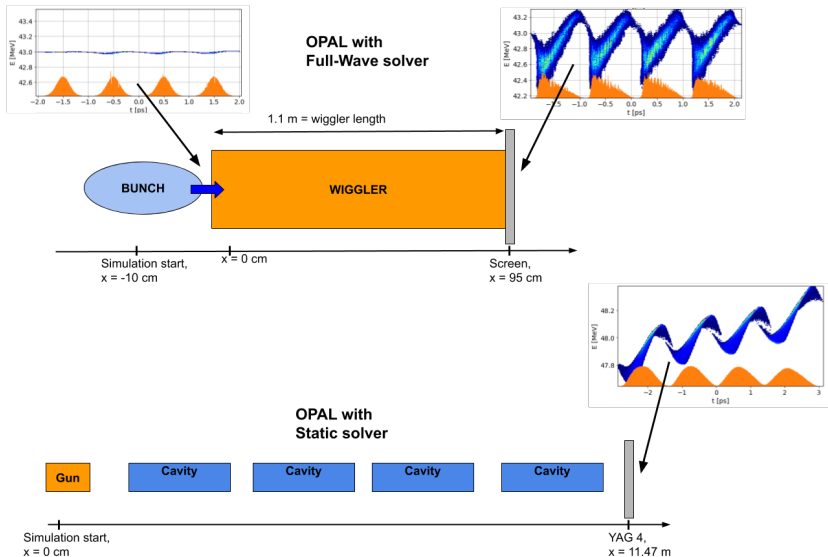 43.4
43.2
43.0
42.8
42.6
E [MeV]
−2.0 −1.5 −1.0 −0.5 0.0 0.5 1.0 1.5 2.0
t [ps]
OPAL with
Full-Wave solver
43.2
43.0
42.8
42.6
42.4
42.2
E [MeV]
−1.5 −1.0 −0.5 0.0 0.5 1.0 1.5 2.0
t [ps]
1.1 m = wiggler length
BUNCH
WIGGLER
Simulation start,
x = -10 cm
x = 0 cm
Screen,
x = 95 cm
48.2
48.0
47.8
E [MeV]
−2 −1 0 1 2 3
t [ps]
OPAL with
Static solver
Gun
Cavity
Cavity
Cavity
Cavity
Simulation start,
x = 0 cm
YAG 4,
x = 11.47 m